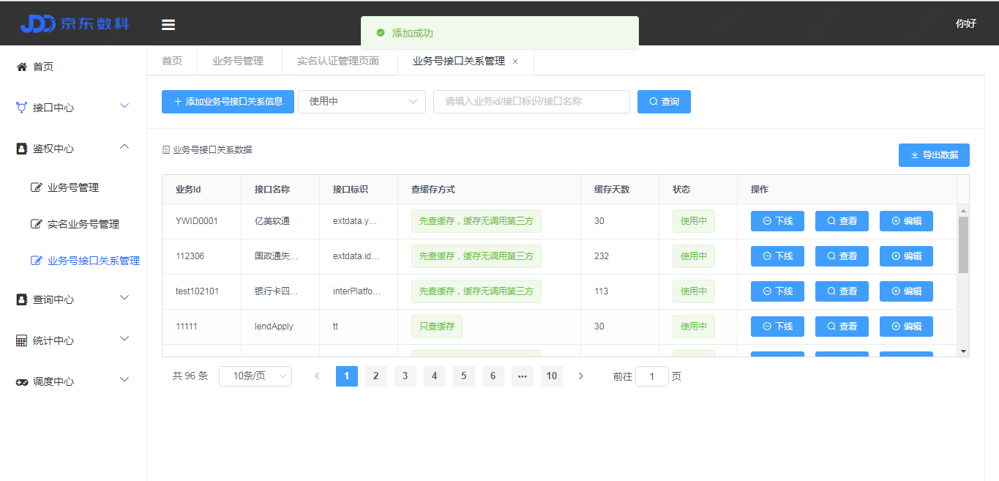 JDD 京东数科
添加成功
你好
首页
接口中心
鉴权中心
业务号管理
实名业务号管理
业务号接口关系管理
查询中心
统计中心
调度中心
首页 业务号管理 实名认证管理页面 业务号接口关系管理 ×
+ 添加业务号接口关系信息 使用中 请填入业务id/接口标识/接口名称 查询
业务号接口关系数据
导出数据
业务Id 接口名称 接口标识 查缓存方式 缓存天数 状态 操作
YWID0001 亿美软通 extdata.y... 先查缓存，缓存无调用第三方 30 使用中 下线 查看 编辑
112306 国政通失... extdata.id... 先查缓存，缓存无调用第三方 232 使用中 下线 查看 编辑
test102101 银行卡四... interPlatfo... 先查缓存，缓存无调用第三方 113 使用中 下线 查看 编辑
11111 lendApply tt 只查缓存 30 使用中 下线 查看 编辑
共 96 条 10条/页 < 1 2 3 4 5 6 ••• 10 > 前往 1 页